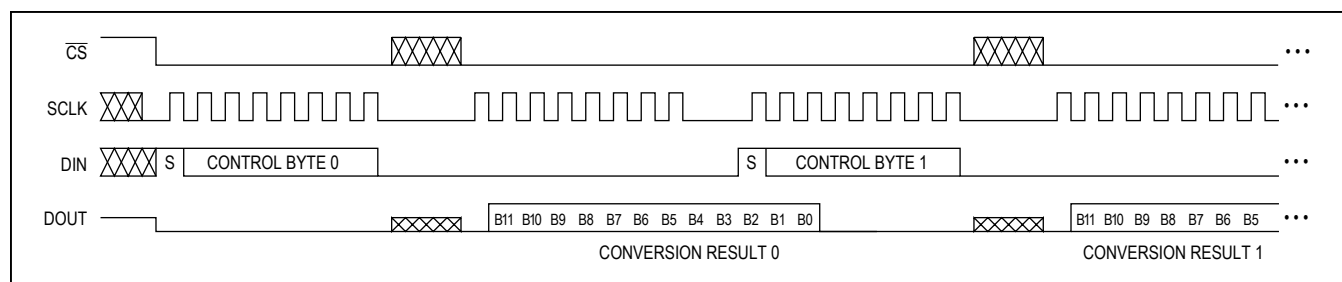 CS •••
SCLK •••
DIN S CONTROL BYTE 0 S CONTROL BYTE 1 •••
DOUT B11 B10 B9 B8 B7 B6 B5 B4 B3 B2 B1 B0 B11 B10 B9 B8 B7 B6 B5 •••
CONVERSION RESULT 0 CONVERSION RESULT 1